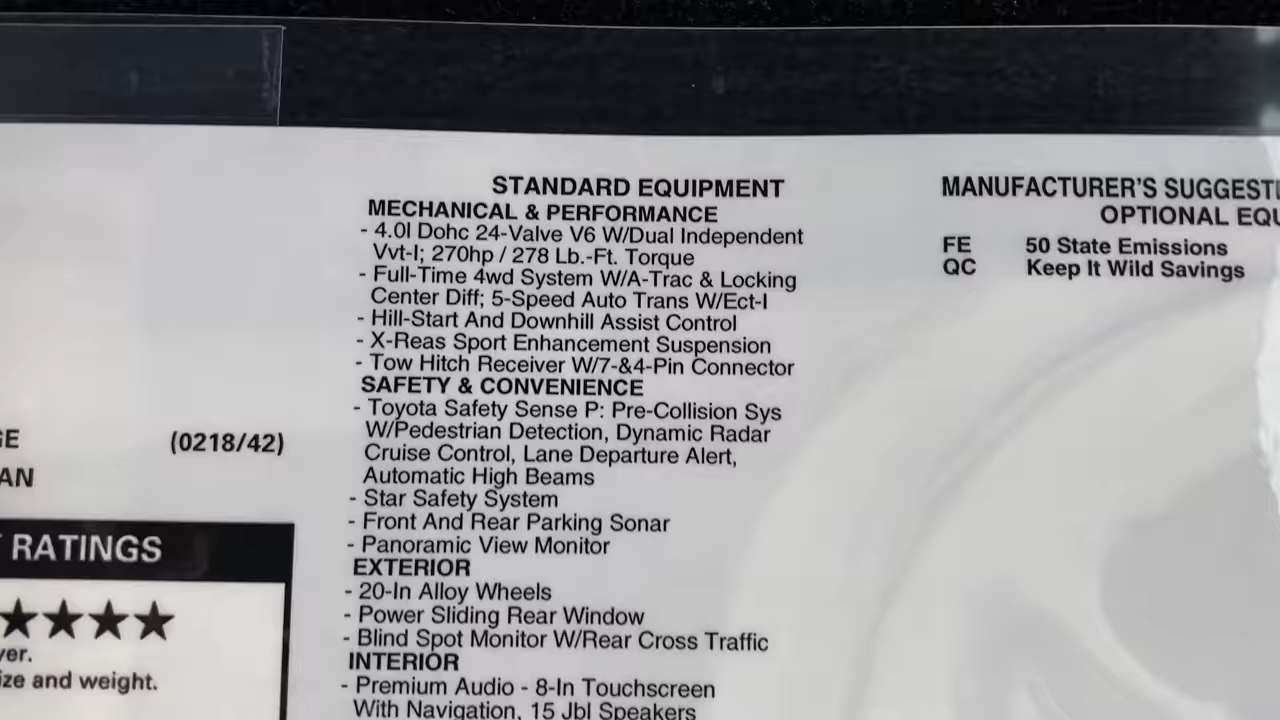 STANDARD EQUIPMENT
MECHANICAL & PERFORMANCE
- 4.0l Dohc 24-Valve V6 W/Dual Independent
Vvt-I; 270hp / 278 Lb.-Ft. Torque
- Full-Time 4wd System W/A-Trac & Locking
Center Diff; 5-Speed Auto Trans W/Ect-I
- Hill-Start And Downhill Assist Control
- X-Reas Sport Enhancement Suspension
- Tow Hitch Receiver W/7-&4-Pin Connector
SAFETY & CONVENIENCE
- Toyota Safety Sense P: Pre-Collision Sys
W/Pedestrian Detection, Dynamic Radar
Cruise Control, Lane Departure Alert,
Automatic High Beams
- Star Safety System
- Front And Rear Parking Sonar
- Panoramic View Monitor
EXTERIOR
- 20-In Alloy Wheels
- Power Sliding Rear Window
- Blind Spot Monitor W/Rear Cross Traffic
INTERIOR
- Premium Audio - 8-In Touchscreen
With Navigation, 15 Jbl Speakers
MANUFACTURER'S SUGGEST
OPTIONAL EQU
FE 50 State Emissions
QC Keep It Wild Savings
(0218/42)
AN
RATINGS
★★★★
yer.
ize and weight.